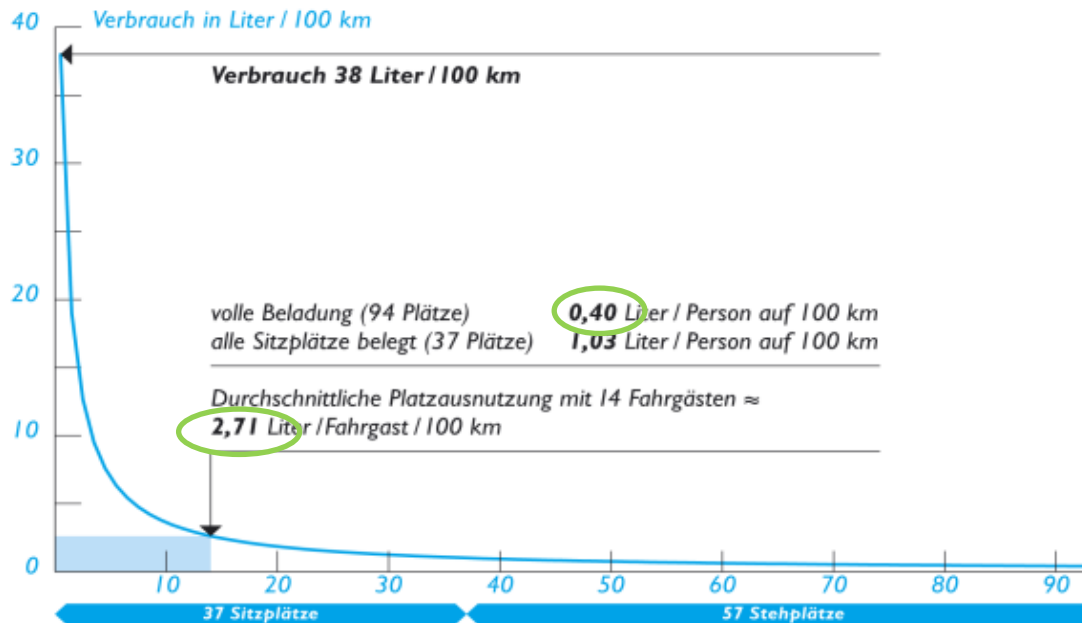 40 Verbrauch in Liter / 100 km
Verbrauch 38 Liter / 100 km
30
20
volle Beladung (94 Plätze) 0,40 Liter / Person auf 100 km
alle Sitzplätze belegt (37 Plätze) 1,03 Liter / Person auf 100 km
Durchschnittliche Platzausnutzung mit 14 Fahrgästen ≈
10
2,71 Liter / Fahrgast / 100 km
0
10 20 30 40 50 60 70 80 90
37 Sitzplätze 57 Stehplätze